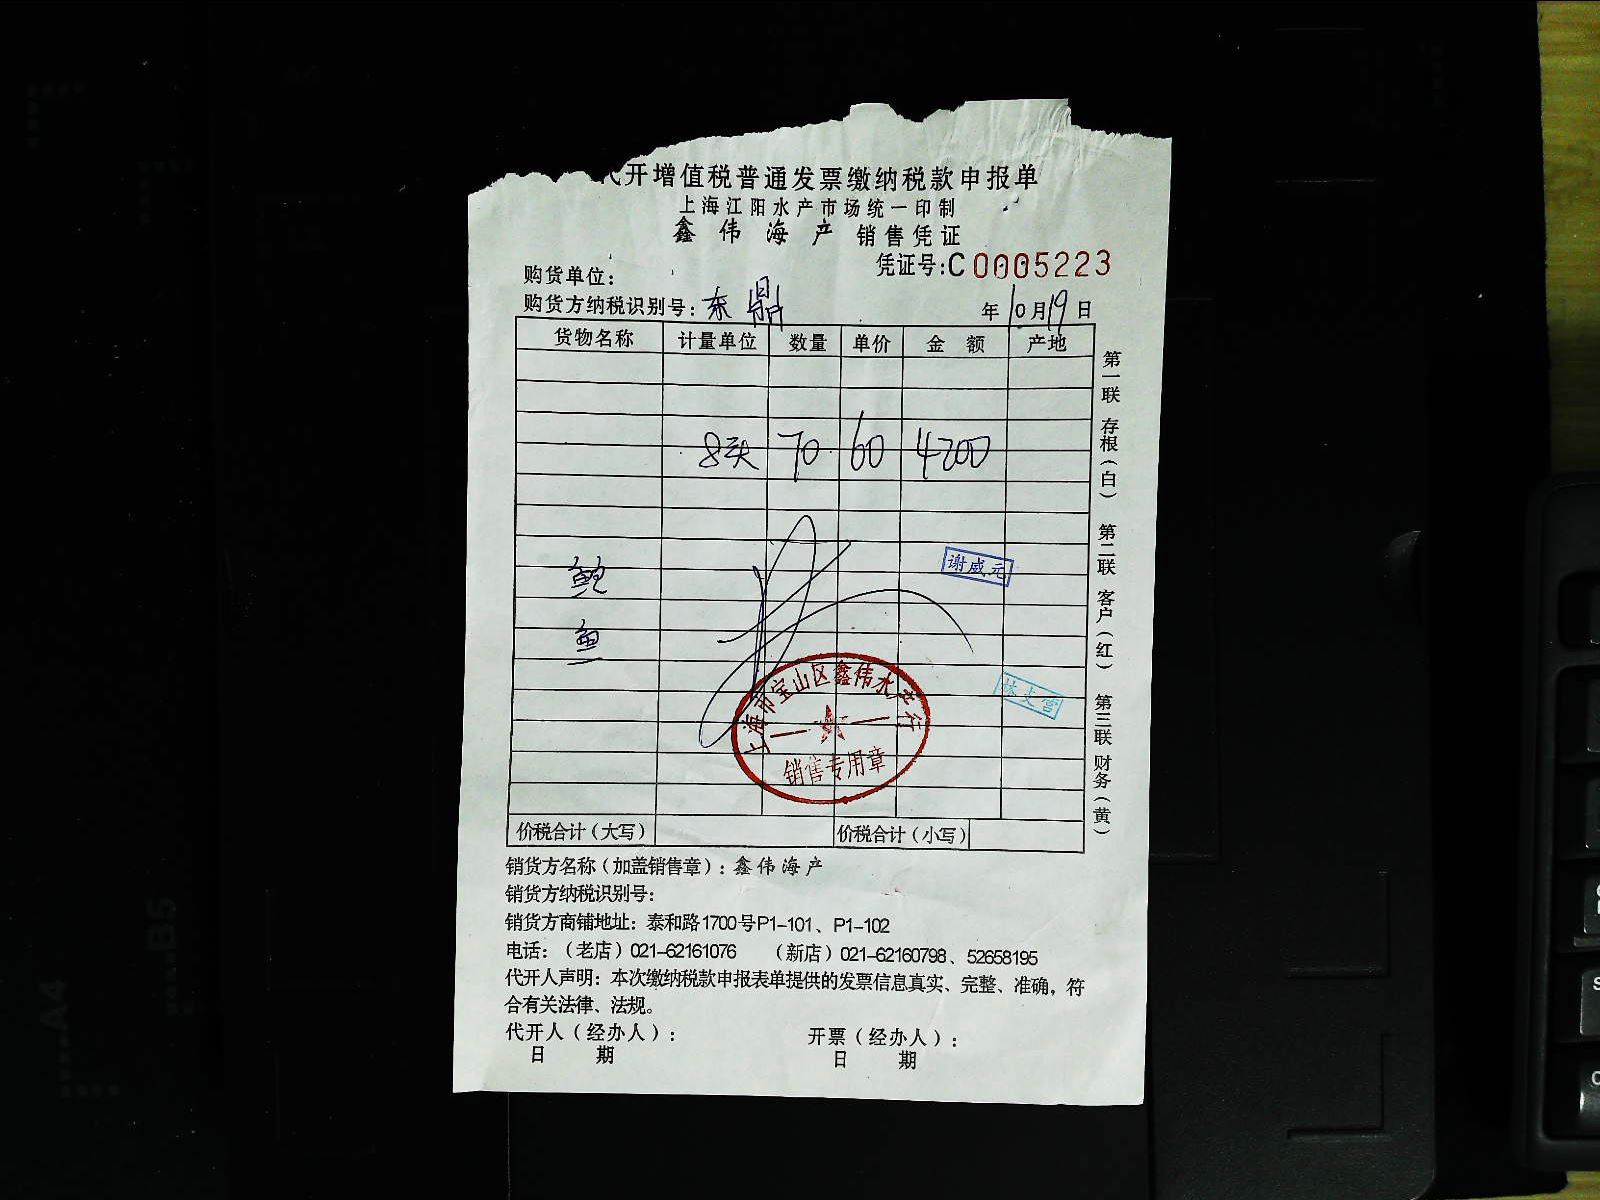 代开增值税普通发票缴纳税款申报单
上海江阳水产市场统一印制
鑫伟海产 销售凭证
凭证号:C0005223
购货单位:
购货方纳税识别号: 东鼎 年10月19日
货物名称 计量单位 数量 单价 金额 产地
8头 70 60 4200
谢威元
鲍
鱼
上海市宝山区鑫伟水产行
销售专用章
价税合计(大写) 价税合计(小写)
第一联 存根(白) 第二联 客户(红) 第三联 财务(黄)
销货方名称(加盖销售章):鑫伟海产
销货方纳税识别号:
销货方商铺地址: 泰和路1700号P1-101、P1-102
电话:(老店)021-62161076 (新店)021-62160798、52658195
代开人声明: 本次缴纳税款申报表单提供的发票信息真实、完整、准确, 符
合有关法律、法规。
代开人(经办人): 开票(经办人):
日 期 日 期
A4
B5